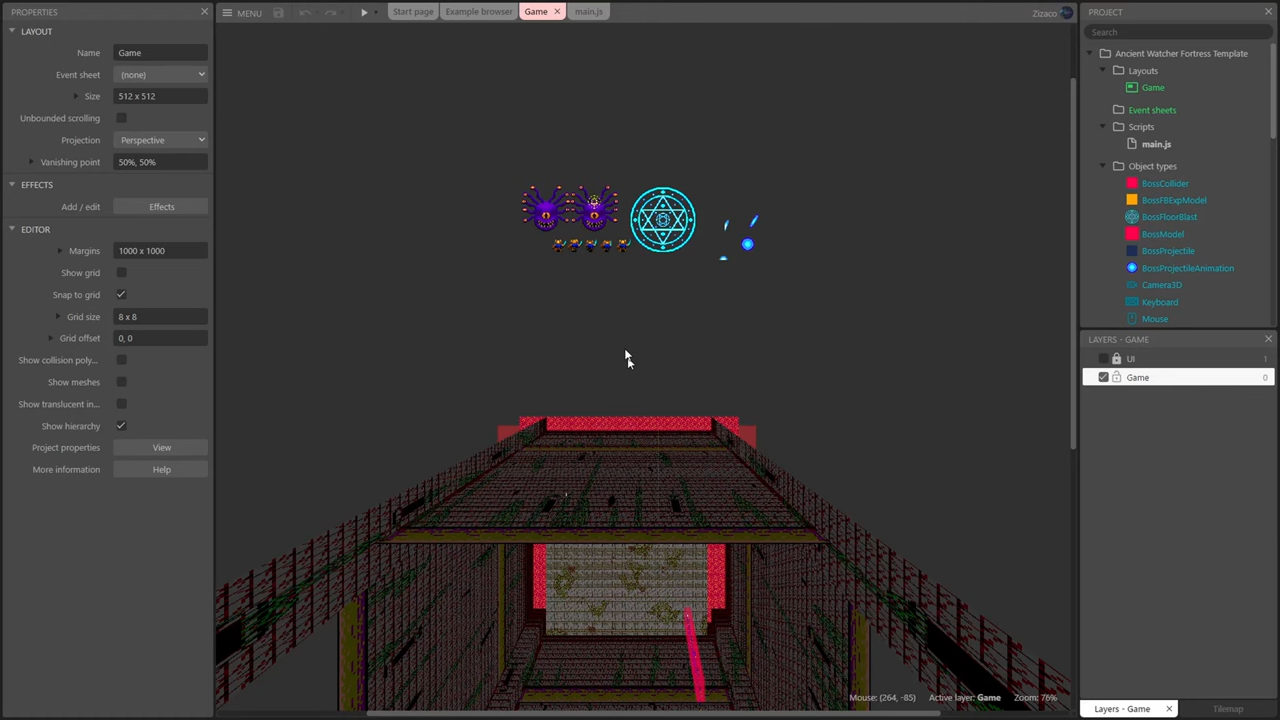 PROPERTIES
LAYOUT
Name Game
Event sheet (none)
Size 512 x 512
Unbounded scrolling
Projection Perspective
Vanishing point 50%, 50%
EFFECTS
Add / edit Effects
EDITOR
Margins 1000 x 1000
Show grid
Snap to grid
Grid size 8 x 8
Grid offset 0, 0
Show collision poly...
Show meshes
Show translucent in...
Show hierarchy
Project properties View
More information Help
MENU
Start page
Example browser
Game
main.js
Zizaco
Mouse: (264, -85) Active layer: Game Zoom: 76%
PROJECT
Search
Ancient Watcher Fortress Template
Layouts
Game
Event sheets
Scripts
main.js
Object types
BossCollider
BossFBExpModel
BossFloorBlast
BossModel
BossProjectile
BossProjectileAnimation
Camera3D
Keyboard
Mouse
LAYERS - GAME
UI 1
Game 0
Layers - Game
Tilemap